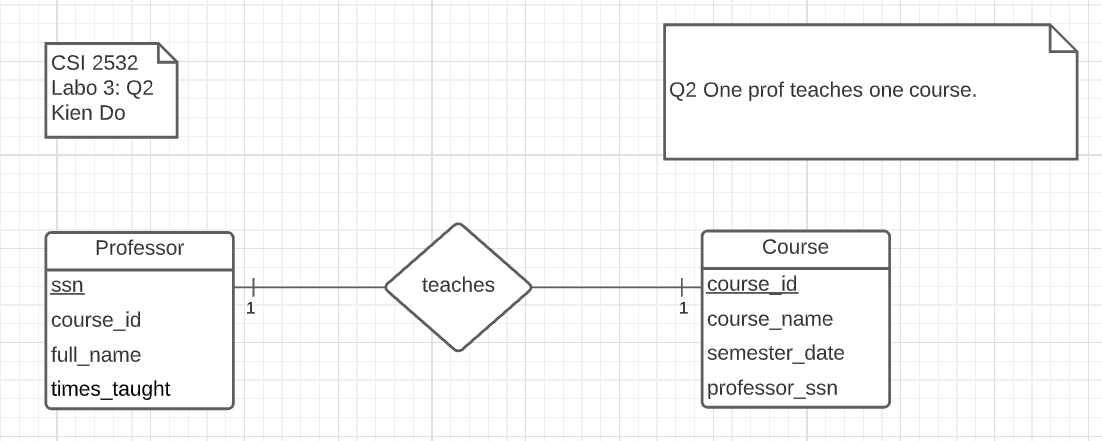 CSI 2532
Labo 3: Q2
Kien Do
Q2 One prof teaches one course.
Professor
ssn
course_id
full_name
times_taught
1
teaches
1
Course
course_id
course_name
semester_date
professor_ssn